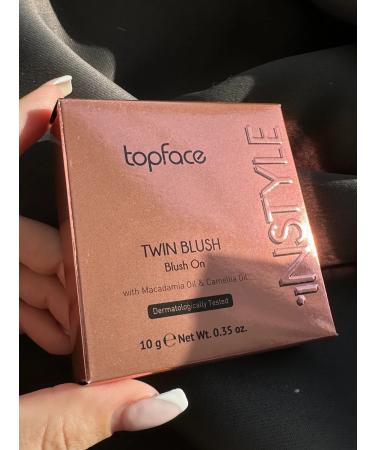 topface
TWIN BLUSH
Blush On
with Macadamia Oil & Camellia Oil
Dermatologically Tested
10 g ℮ Net Wt. 0.35 oz.
INSTYLE